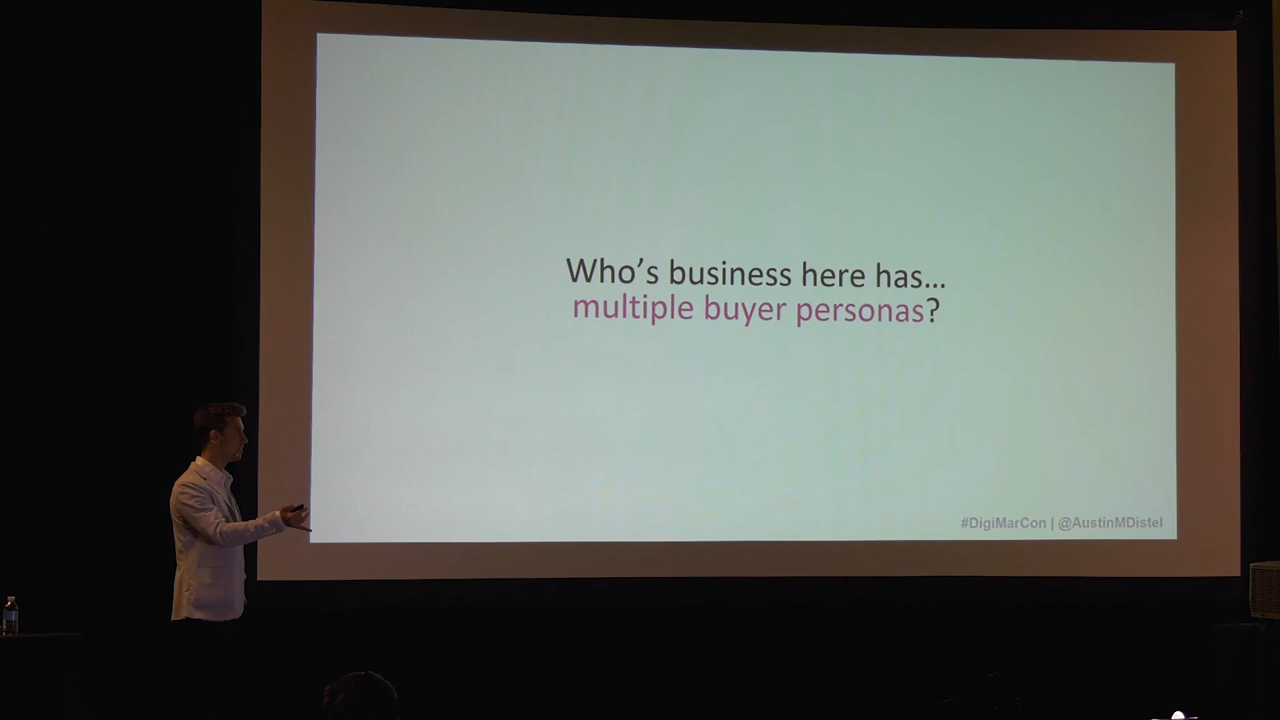 Who’s business here has...
multiple buyer personas?
#DigiMarCon | @AustinMDistel